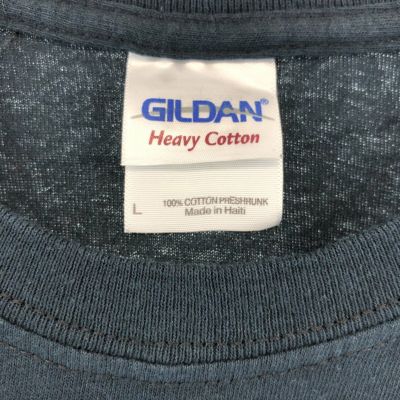 GILDAN®
Heavy Cotton
L
100% COTTON PRESHRUNK
Made in Haiti